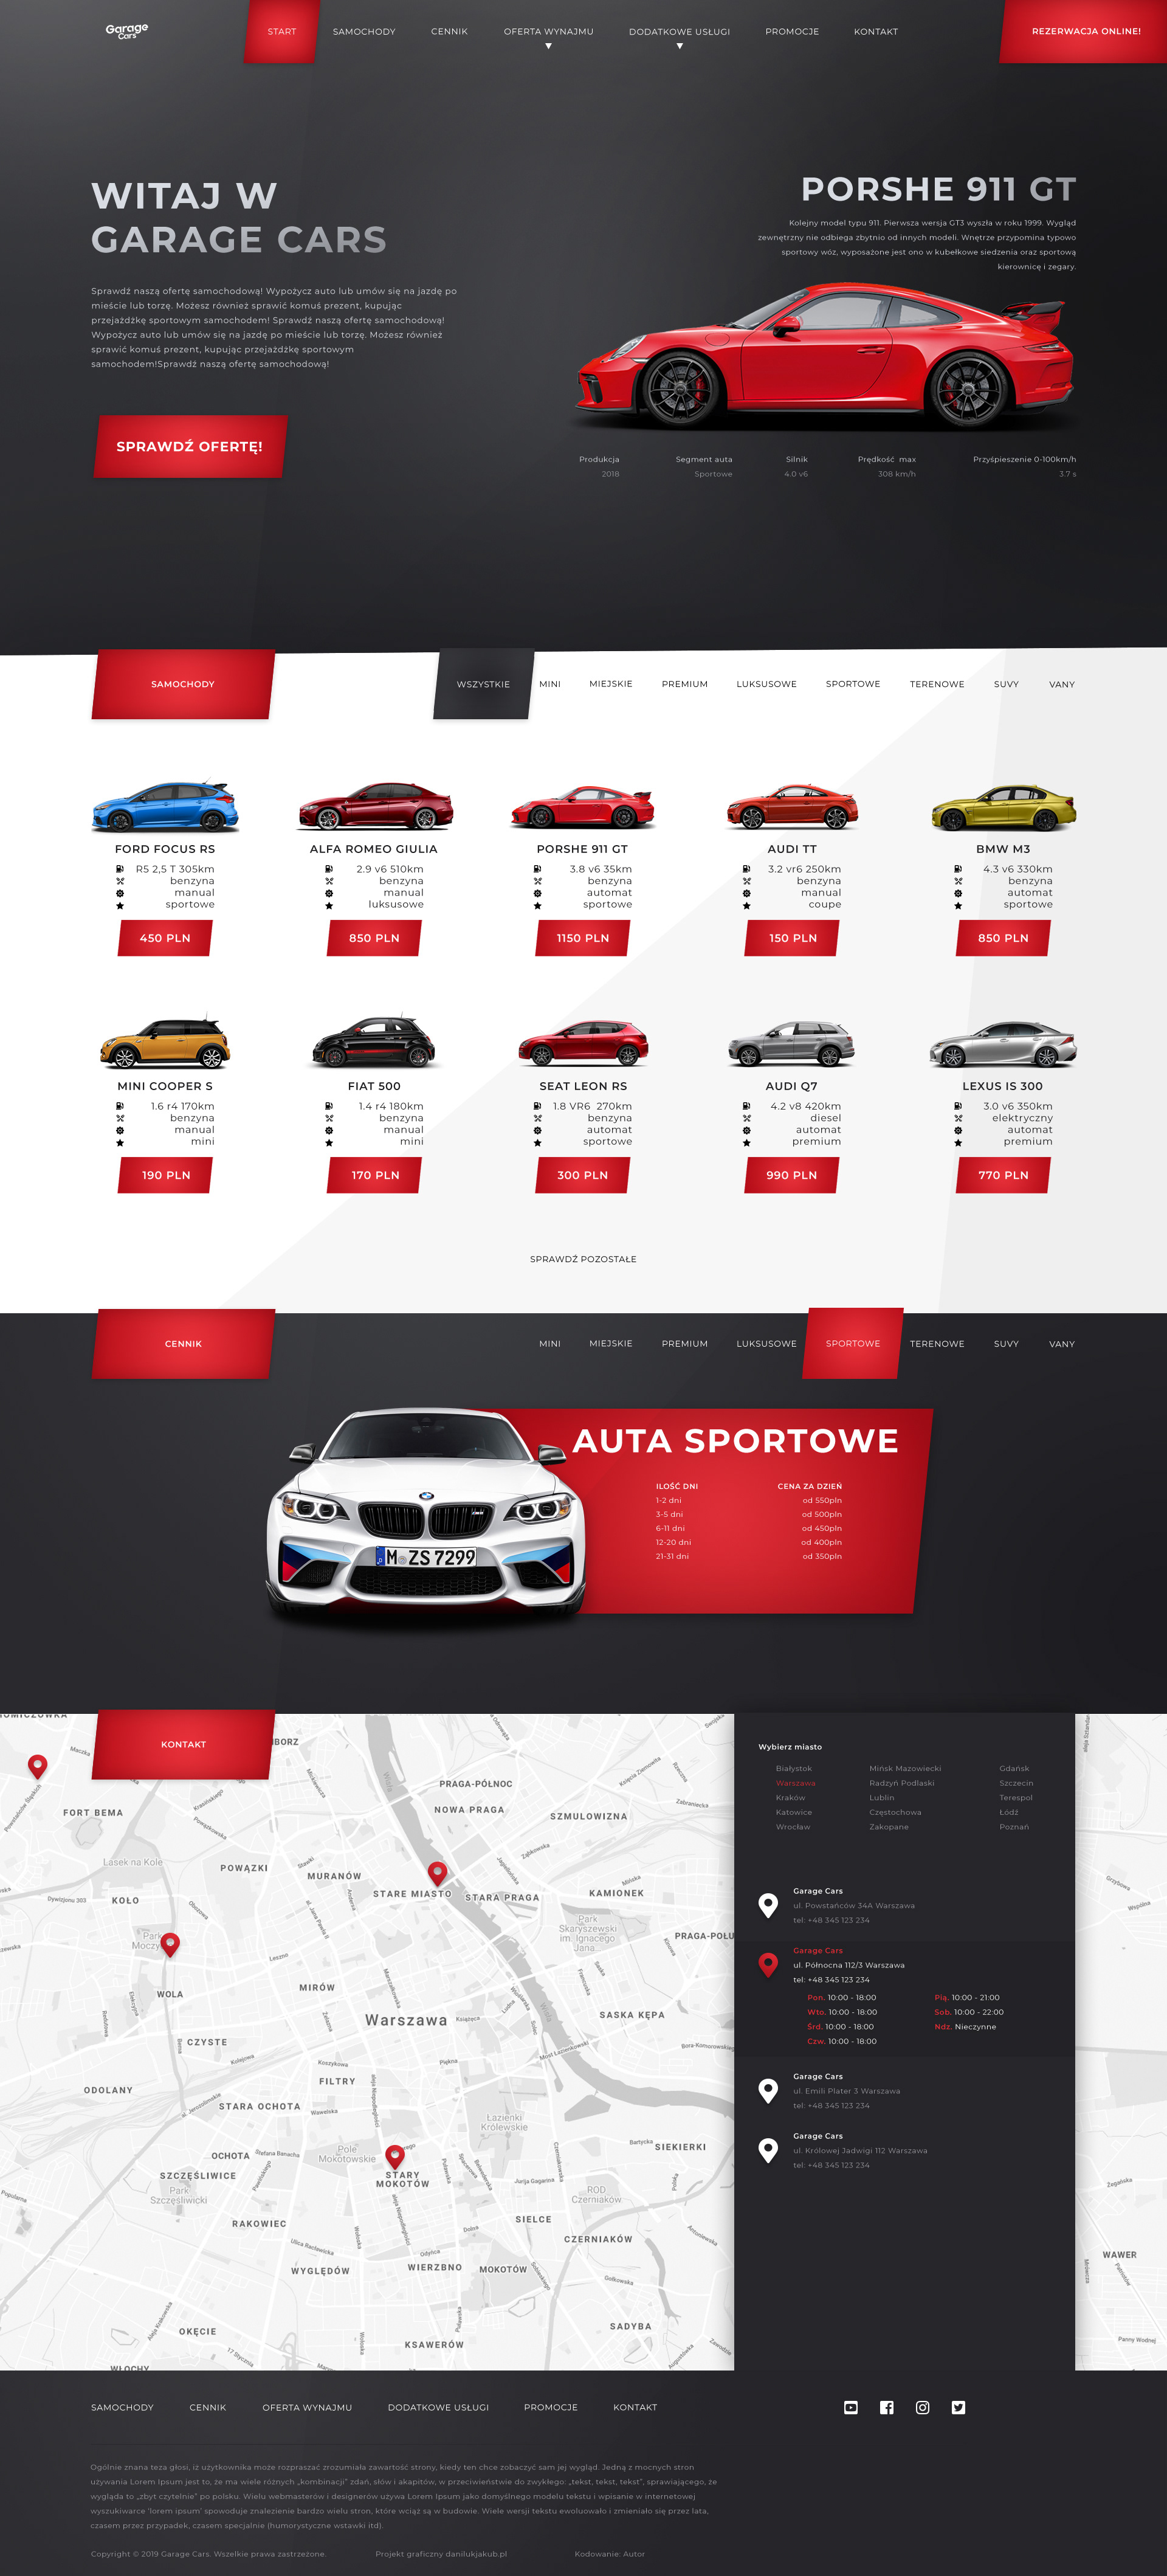 Garage
Cars
START
SAMOCHODY
CENNIK
OFERTA WYNAJMU
DODATKOWE USŁUGI
PROMOCJE
KONTAKT
REZERWACJA ONLINE!
WITAJ W
GARAGE CARS
Sprawdź naszą ofertę samochodową! Wypożycz auto lub umów się na jazdę po
mieście lub torzę. Możesz również sprawić komuś prezent, kupując
przejażdżkę sportowym samochodem! Sprawdź naszą ofertę samochodową!
Wypożycz auto lub umów się na jazdę po mieście lub torzę. Możesz również
sprawić komuś prezent, kupując przejażdżkę sportowym
samochodem!Sprawdź naszą ofertę samochodową!
SPRAWDŹ OFERTĘ!
PORSHE 911 GT
Kolejny model typu 911. Pierwsza wersja GT3 wyszła w roku 1999. Wygląd
zewnętrzny nie odbiega zbytnio od innych modeli. Wnętrze przypomina typowo
sportowy wóz, wyposażone jest ono w kubełkowe siedzenia oraz sportową
kierownicę i zegary.
Produkcja
2018
Segment auta
Sportowe
Silnik
4.0 v6
Prędkość max
308 km/h
Przyśpieszenie 0-100km/h
3.7 s
SAMOCHODY
WSZYSTKIE
MINI
MIEJSKIE
PREMIUM
LUKSUSOWE
SPORTOWE
TERENOWE
SUVY
VANY
FORD FOCUS RS
R5 2,5 T 305km
benzyna
manual
sportowe
450 PLN
ALFA ROMEO GIULIA
2.9 v6 510km
benzyna
manual
luksusowe
850 PLN
PORSHE 911 GT
3.8 v6 35km
benzyna
automat
sportowe
1150 PLN
AUDI TT
3.2 vr6 250km
benzyna
manual
coupe
150 PLN
BMW M3
4.3 v6 330km
benzyna
automat
sportowe
850 PLN
MINI COOPER S
1.6 r4 170km
benzyna
manual
mini
190 PLN
FIAT 500
1.4 r4 180km
benzyna
manual
mini
170 PLN
SEAT LEON RS
1.8 VR6 270km
benzyna
automat
sportowe
300 PLN
AUDI Q7
4.2 v8 420km
diesel
automat
premium
990 PLN
LEXUS IS 300
3.0 v6 350km
elektryczny
automat
premium
770 PLN
SPRAWDŹ POZOSTAŁE
CENNIK
MINI
MIEJSKIE
PREMIUM
LUKSUSOWE
SPORTOWE
TERENOWE
SUVY
VANY
M ZS 7299
AUTA SPORTOWE
ILOŚĆ DNI CENA ZA DZIEŃ
1-2 dni od 550pln
3-5 dni od 500pln
6-11 dni od 450pln
12-20 dni od 400pln
21-31 dni od 350pln
KONTAKT
PRAGA-PÓŁNOC
NOWA PRAGA
SZMULOWIZNA
FORT BEMA
Lasek na Kole
POWĄZKI
MURANÓW
STARE MIASTO
STARA PRAGA
KAMIONEK
KOŁO
Park
Skaryszewski
im. Ignacego
Jana...
MIRÓW
WOLA
Warszawa
SASKA KĘPA
CZYSTE
FILTRY
ODOLANY
STARA OCHOTA
Łazienki
Królewskie
OCHOTA
Pole
Mokotowskie
SIEKIERKI
SZCZĘŚLIWICE
Park
Szczęśliwicki
STARY
MOKOTÓW
ROD
Czerniaków
RAKOWIEC
SIELCE
CZERNIAKÓW
WYGLĘDÓW
WIERZBNO
MOKOTÓW
WAWER
SADYBA
OKĘCIE
KSAWERÓW
WŁOCHY
Wybierz miasto
Białystok
Warszawa
Kraków
Katowice
Wrocław
Mińsk Mazowiecki
Radzyń Podlaski
Lublin
Częstochowa
Zakopane
Gdańsk
Szczecin
Terespol
Łódź
Poznań
Garage Cars
ul. Powstańców 34A Warszawa
tel: +48 345 123 234
Garage Cars
ul. Północna 112/3 Warszawa
tel: +48 345 123 234
Pon. 10:00 - 18:00
Wto. 10:00 - 18:00
Śrd. 10:00 - 18:00
Czw. 10:00 - 18:00
Pią. 10:00 - 21:00
Sob. 10:00 - 22:00
Ndz. Nieczynne
Garage Cars
ul. Emili Plater 3 Warszawa
tel: +48 345 123 234
Garage Cars
ul. Królowej Jadwigi 112 Warszawa
tel: +48 345 123 234
SAMOCHODY
CENNIK
OFERTA WYNAJMU
DODATKOWE USŁUGI
PROMOCJE
KONTAKT
Ogólnie znana teza głosi, iż użytkownika może rozpraszać zrozumiała zawartość strony, kiedy ten chce zobaczyć sam jej wygląd. Jedną z mocnych stron
używania Lorem Ipsum jest to, że ma wiele różnych „kombinacji” zdań, słów i akapitów, w przeciwieństwie do zwykłego: „tekst, tekst, tekst”, sprawiającego, że
wygląda to „zbyt czytelnie” po polsku. Wielu webmasterów i designerów używa Lorem Ipsum jako domyślnego modelu tekstu i wpisanie w internetowej
wyszukiwarce ‘lorem ipsum’ spowoduje znalezienie bardzo wielu stron, które wciąż są w budowie. Wiele wersji tekstu ewoluowało i zmieniało się przez lata,
czasem przez przypadek, czasem specjalnie (humorystyczne wstawki itd).
Copyright © 2019 Garage Cars. Wszelkie prawa zastrzeżone.
Projekt graficzny danilukjakub.pl
Kodowanie: Autor